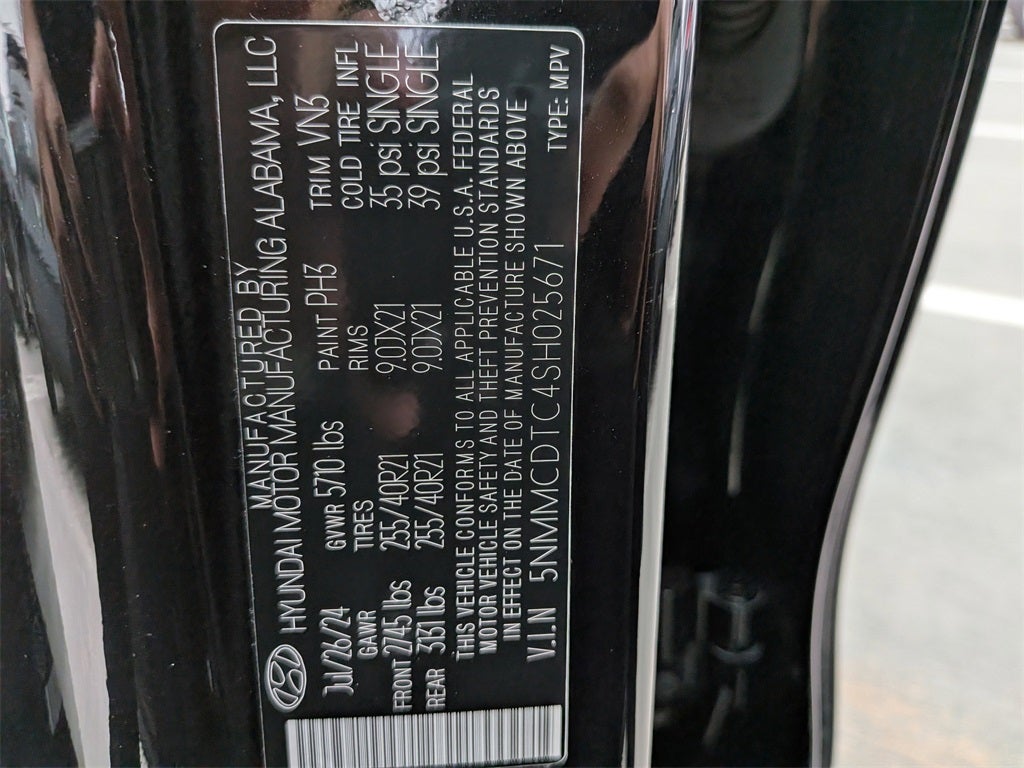 MANUFACTURED BY
HYUNDAI MOTOR MANUFACTURING ALABAMA, LLC
JUL/26/24 GVWR 5710 lbs PAINT PH3 TRIM VN3
GAWR TIRES RIMS COLD TIRE INFL
FRONT 2745 lbs 255/40R21 9.0JX21 35 psi SINGLE
REAR 3131 lbs 255/40R21 9.0JX21 39 psi SINGLE
THIS VEHICLE CONFORMS TO ALL APPLICABLE U.S.A. FEDERAL
MOTOR VEHICLE SAFETY AND THEFT PREVENTION STANDARDS
IN EFFECT ON THE DATE OF MANUFACTURE SHOWN ABOVE
V.I.N 5NMMCDTC4SH025671 TYPE: MPV